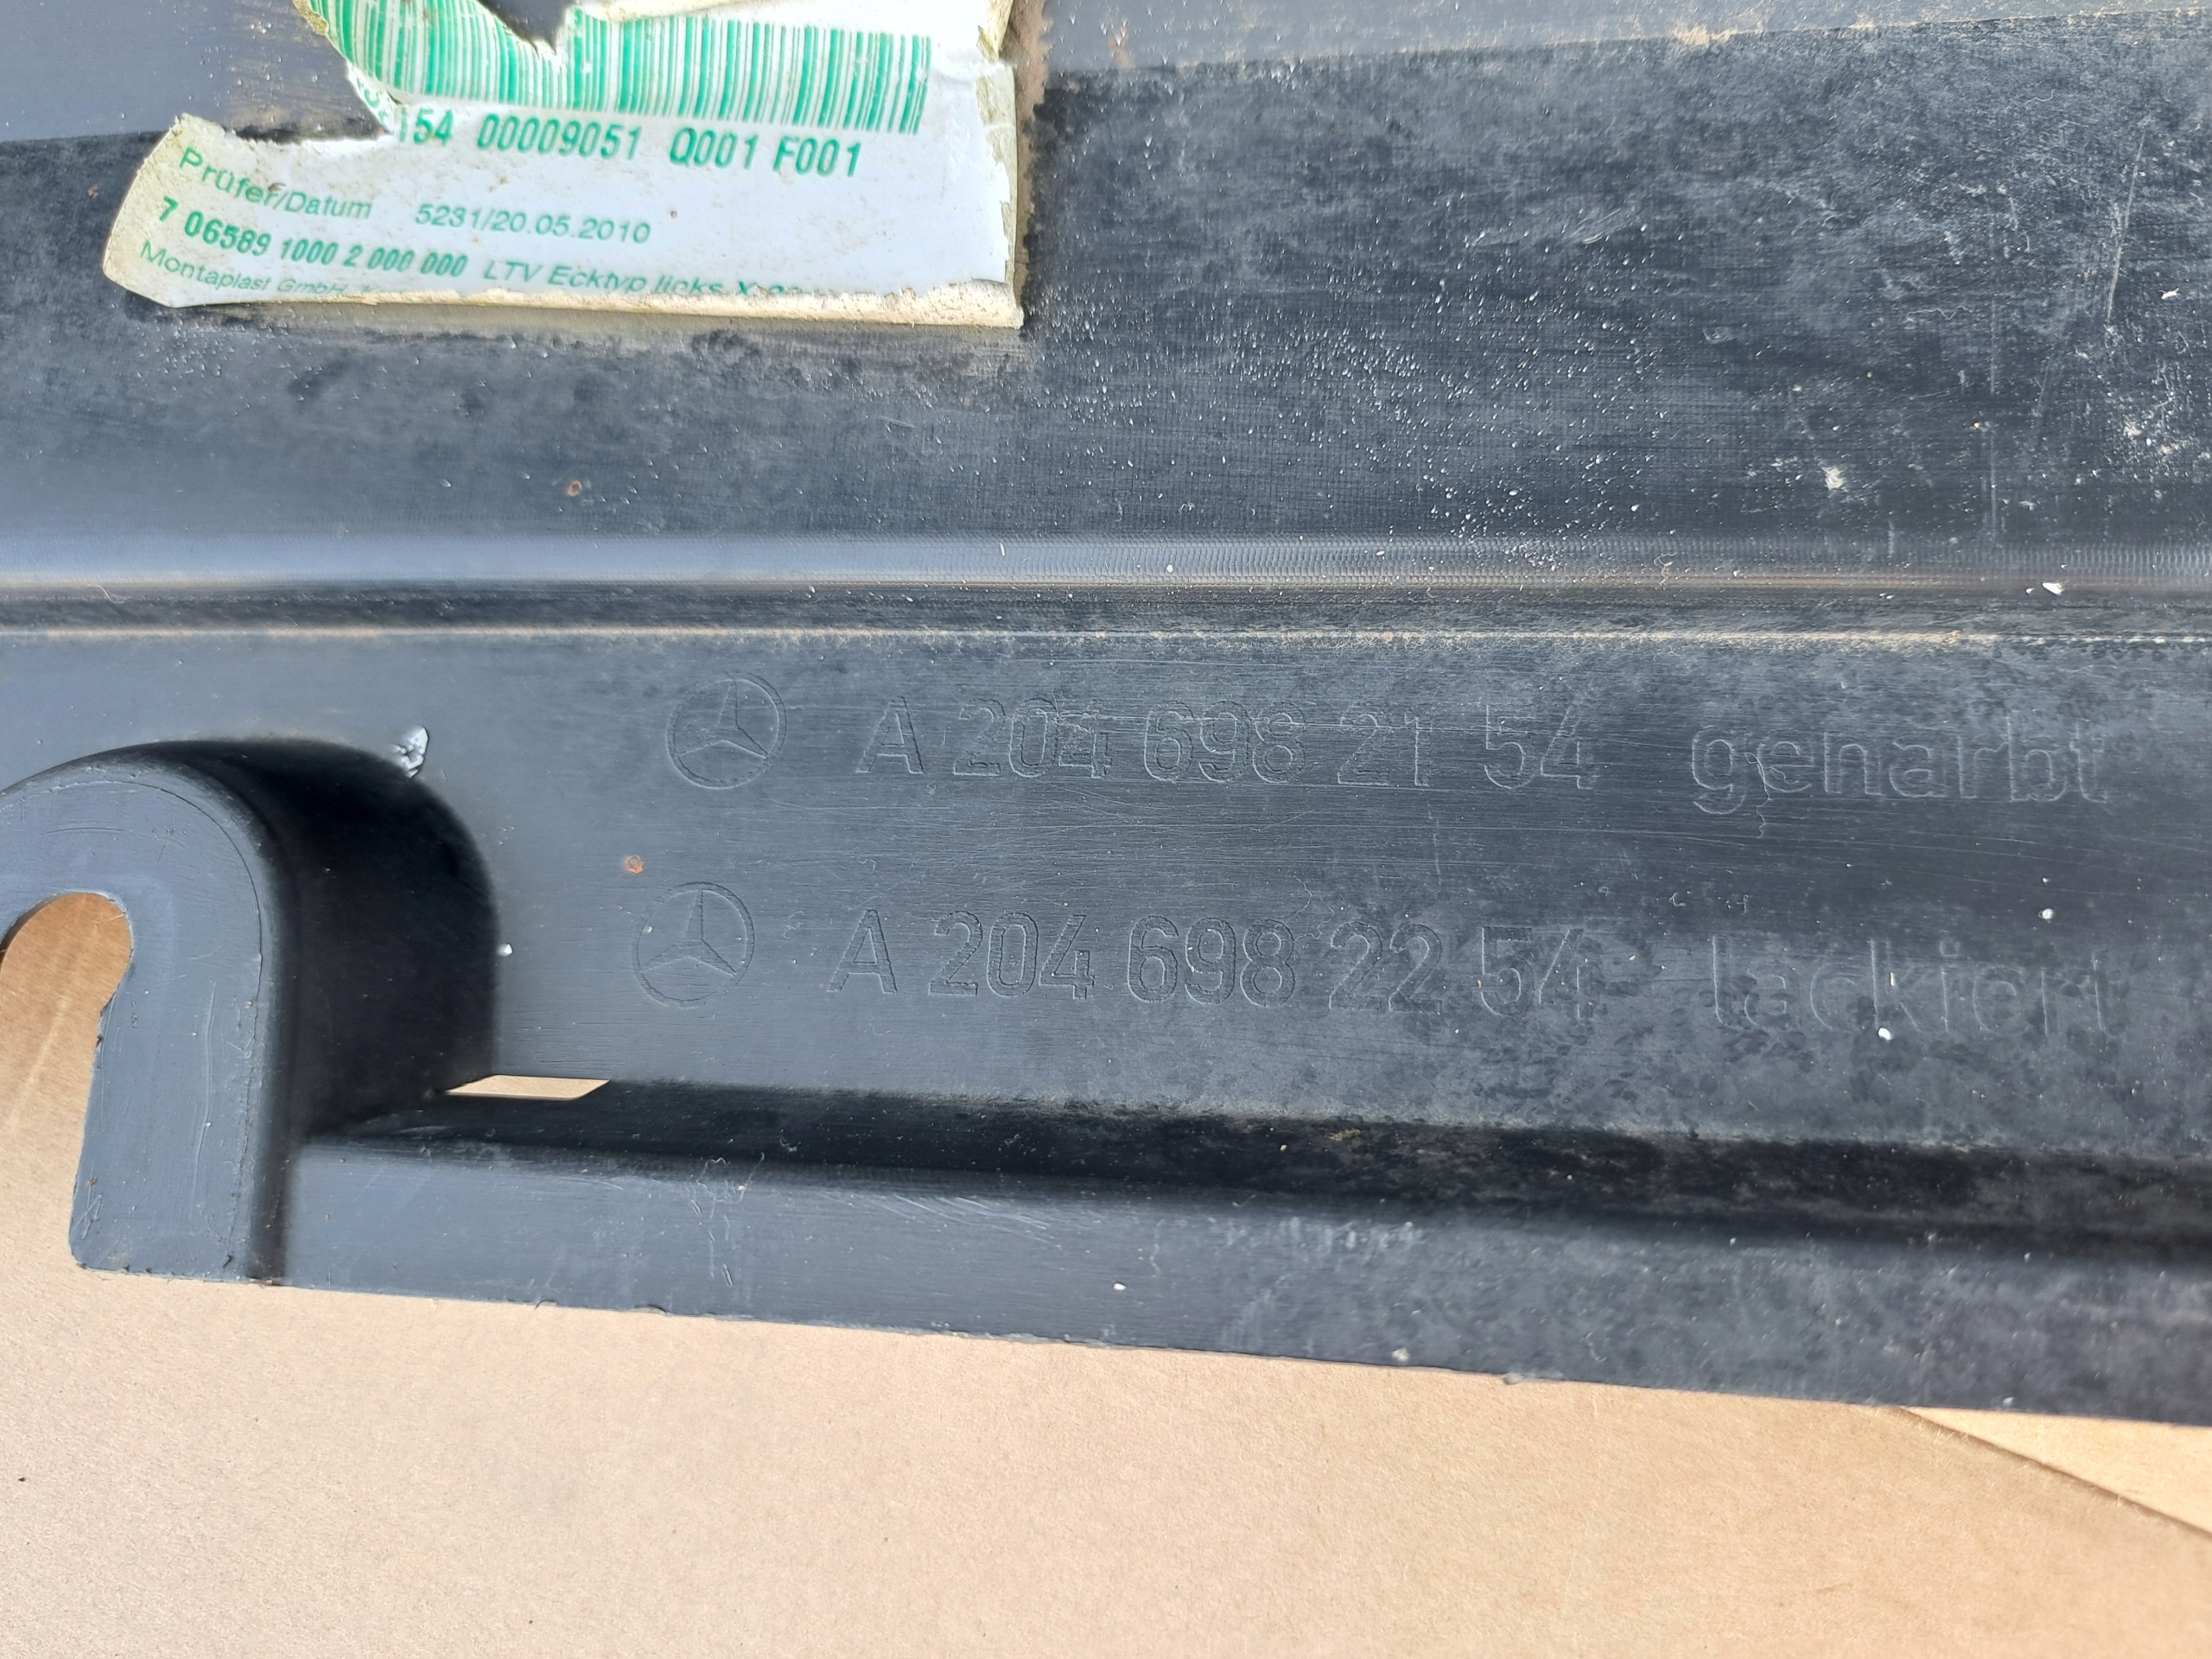 154 00009051 Q001 F001
Prüfer/Datum 5231/20.05.2010
7 06589 1000 2 000 000 LTV Ecktyp links
Montaplast GmbH
A 204 698 21 54 genarbt
A 204 698 22 54 lackiert